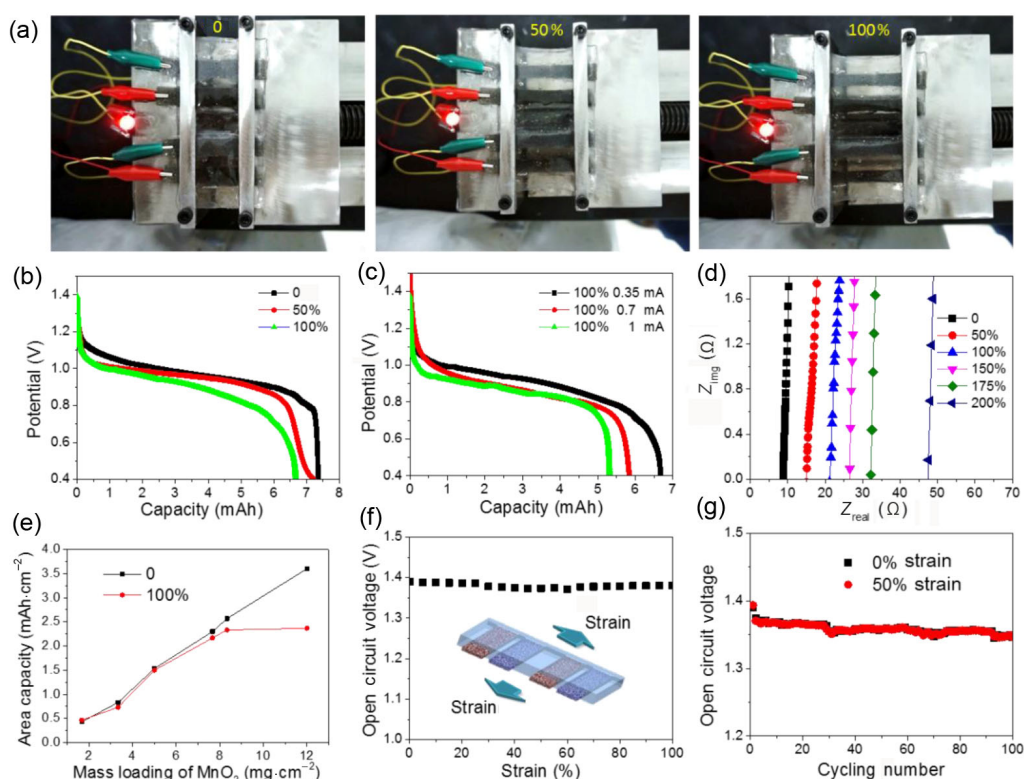 (a)
0
50%
100%
(b)
1.4
1.2
1.0
0.8
0.6
0.4
0
50%
100%
0 1 2 3 4 5 6 7 8
Potential (V)
Capacity (mAh)
(c)
1.4
1.2
1.0
0.8
0.6
0.4
100% 0.35 mA
100% 0.7 mA
100% 1 mA
0 1 2 3 4 5 6 7
Potential (V)
Capacity (mAh)
(d)
1.6
1.2
0.8
0.4
0.0
0
50%
100%
150%
175%
200%
0 10 20 30 40 50 60 70
Zimg (Ω)
Zreal (Ω)
(e)
4.0
3.5
3.0
2.5
2.0
1.5
1.0
0.5
0.0
0
100%
2 4 6 8 10 12 14
Area capacity (mAh·cm−2)
Mass loading of MnO2 (mg·cm−2)
(f)
1.5
1.4
1.3
1.2
1.1
1.0
Strain
Strain
0 20 40 60 80 100
Open circuit voltage (V)
Strain (%)
(g)
1.5
1.4
1.3
1.2
0% strain
50% strain
0 20 40 60 80 100
Open circuit voltage
Cycling number